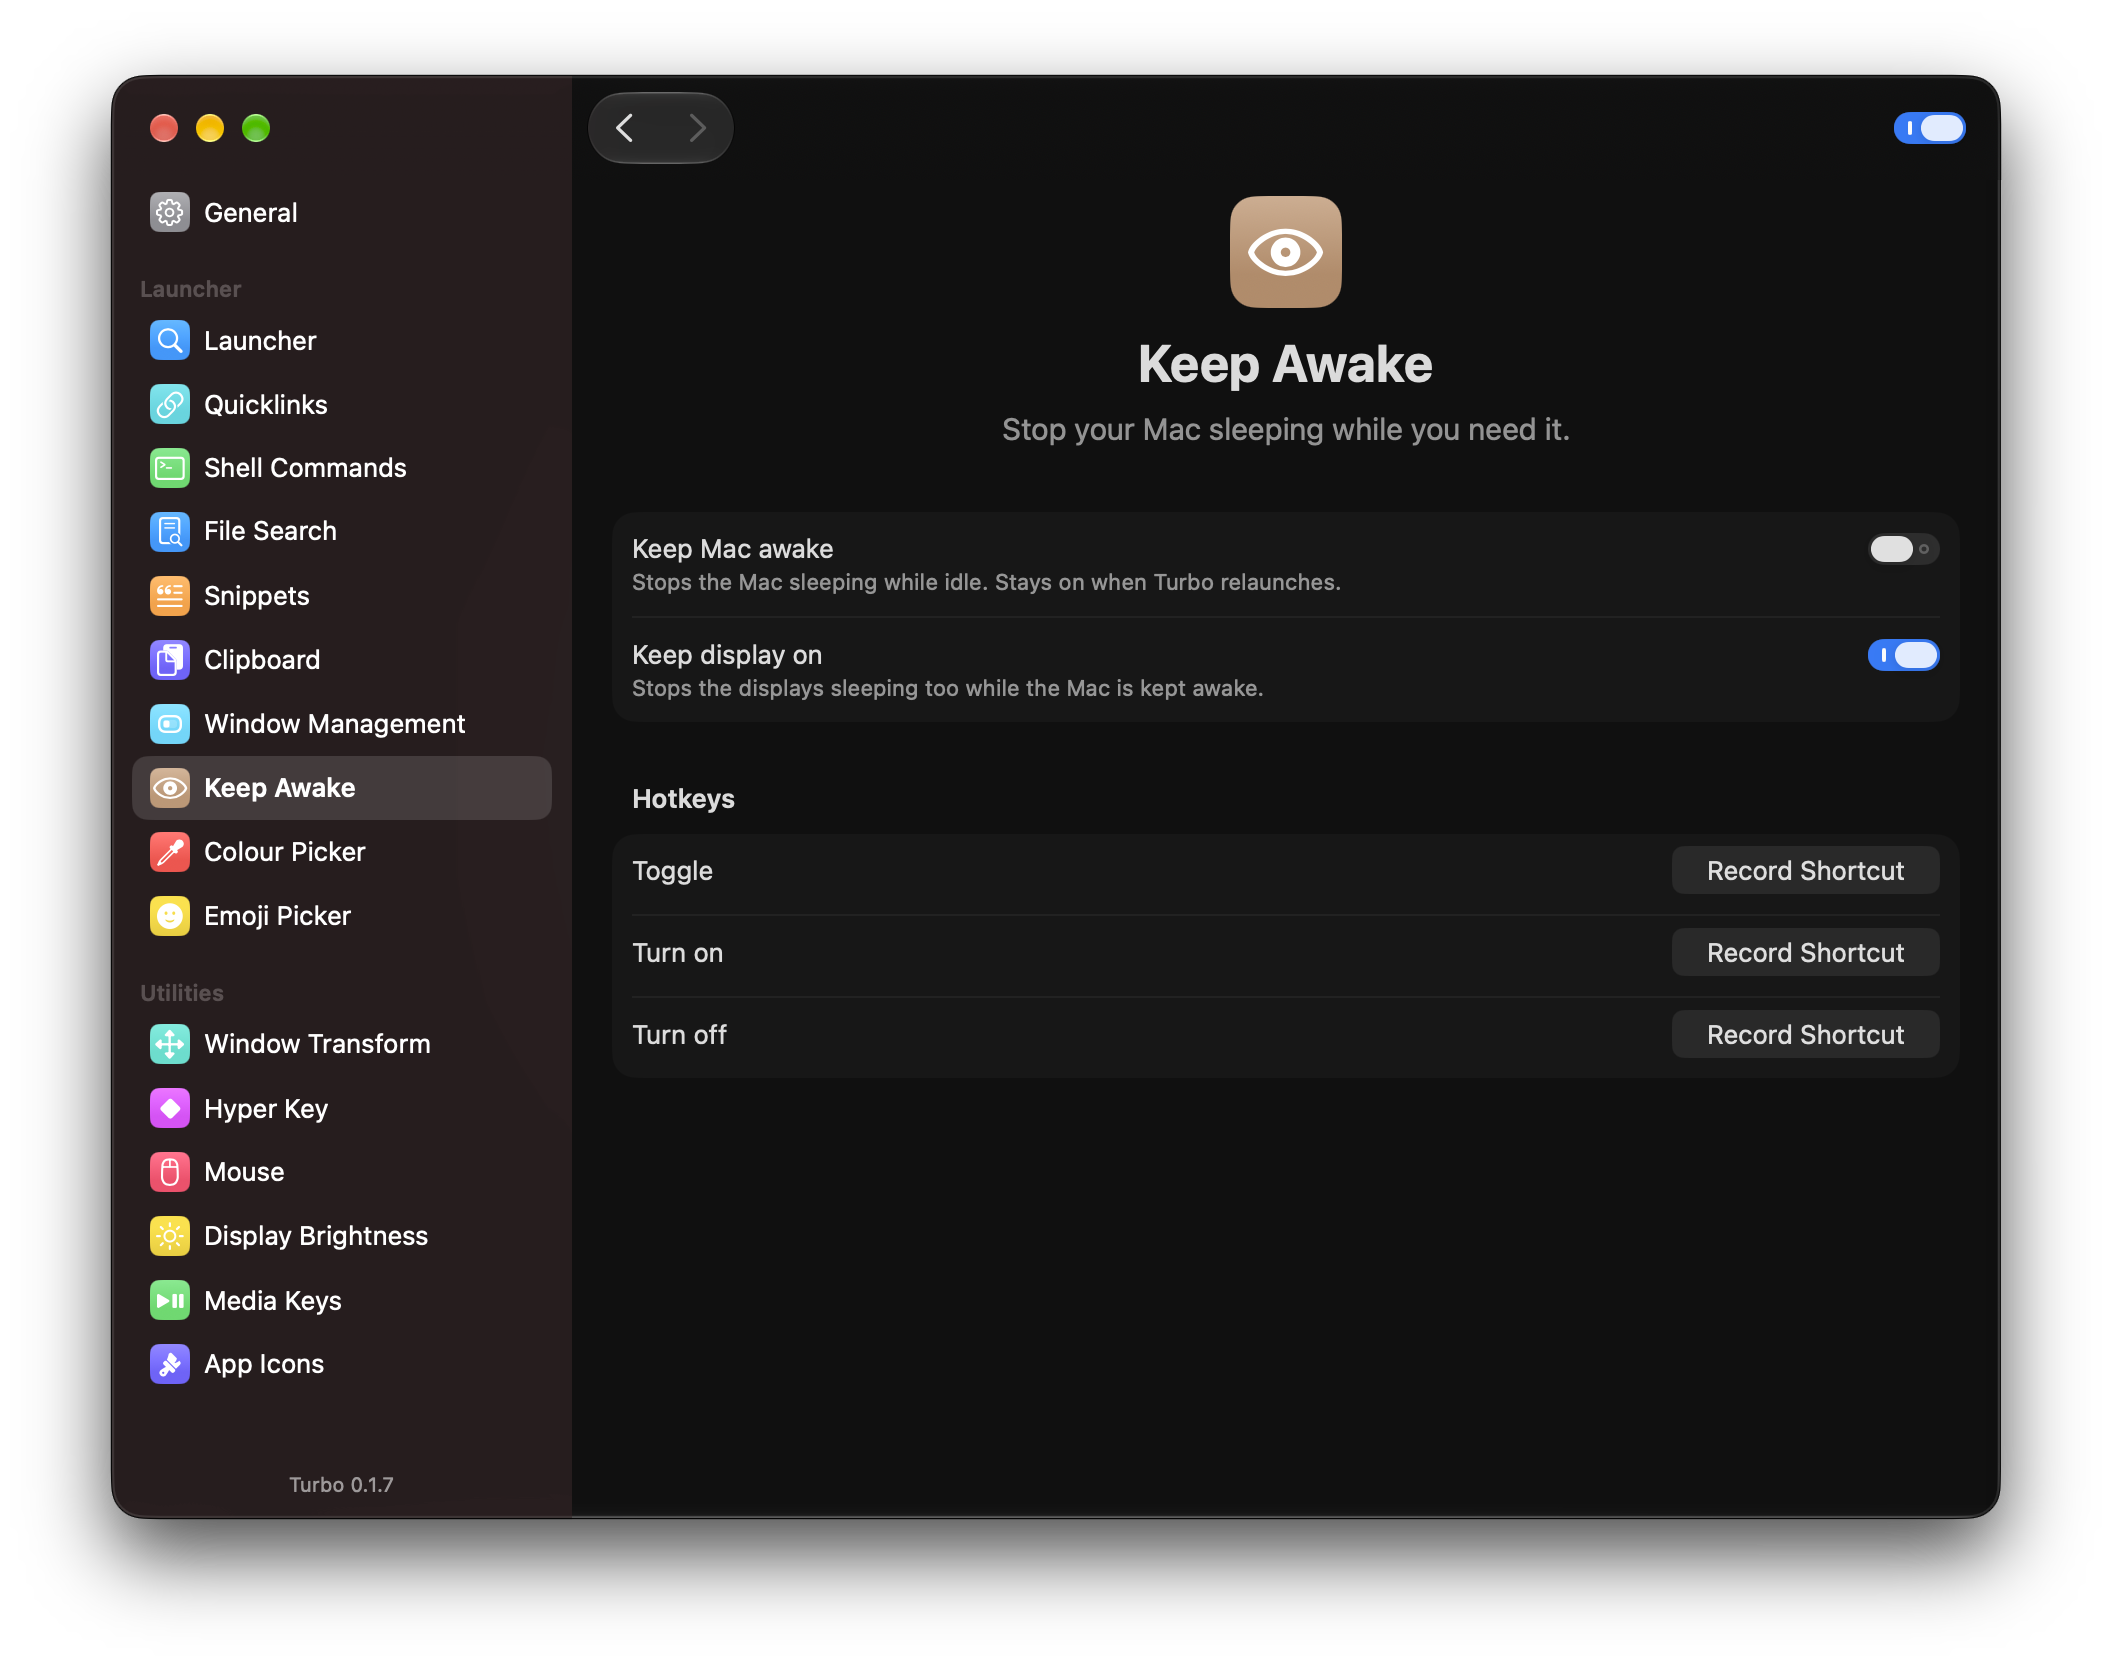 General
Launcher
Launcher
Quicklinks
Shell Commands
File Search
Snippets
Clipboard
Window Management
Keep Awake
Colour Picker
Emoji Picker
Utilities
Window Transform
Hyper Key
Mouse
Display Brightness
Media Keys
App Icons
Turbo 0.1.7
Keep Awake
Stop your Mac sleeping while you need it.
Keep Mac awake
Stops the Mac sleeping while idle. Stays on when Turbo relaunches.
Keep display on
Stops the displays sleeping too while the Mac is kept awake.
Hotkeys
Toggle Record Shortcut
Turn on Record Shortcut
Turn off Record Shortcut